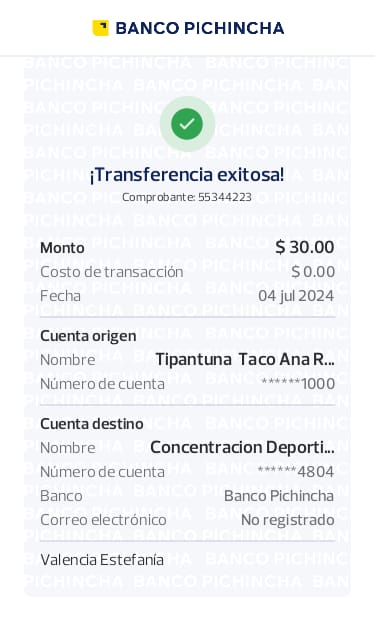 BANCO PICHINCHA
¡Transferencia exitosa!
Comprobante: 55344223
Monto $ 30.00
Costo de transacción $ 0.00
Fecha 04 jul 2024
Cuenta origen
Nombre Tipantuna Taco Ana R...
Número de cuenta ******1000
Cuenta destino
Nombre Concentracion Deporti...
Número de cuenta ******4804
Banco Banco Pichincha
Correo electrónico No registrado
Valencia Estefanía